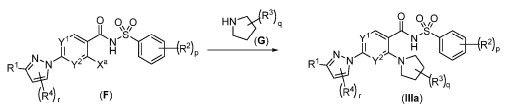 Y¹ O N H O S O (R²)p R¹ N N (R⁴)r Y² Xᵃ (F)
HN (R³)q (G)
Y¹ O N H O S O (R²)p R¹ N N (R⁴)r Y² N (R³)q (IIIa)